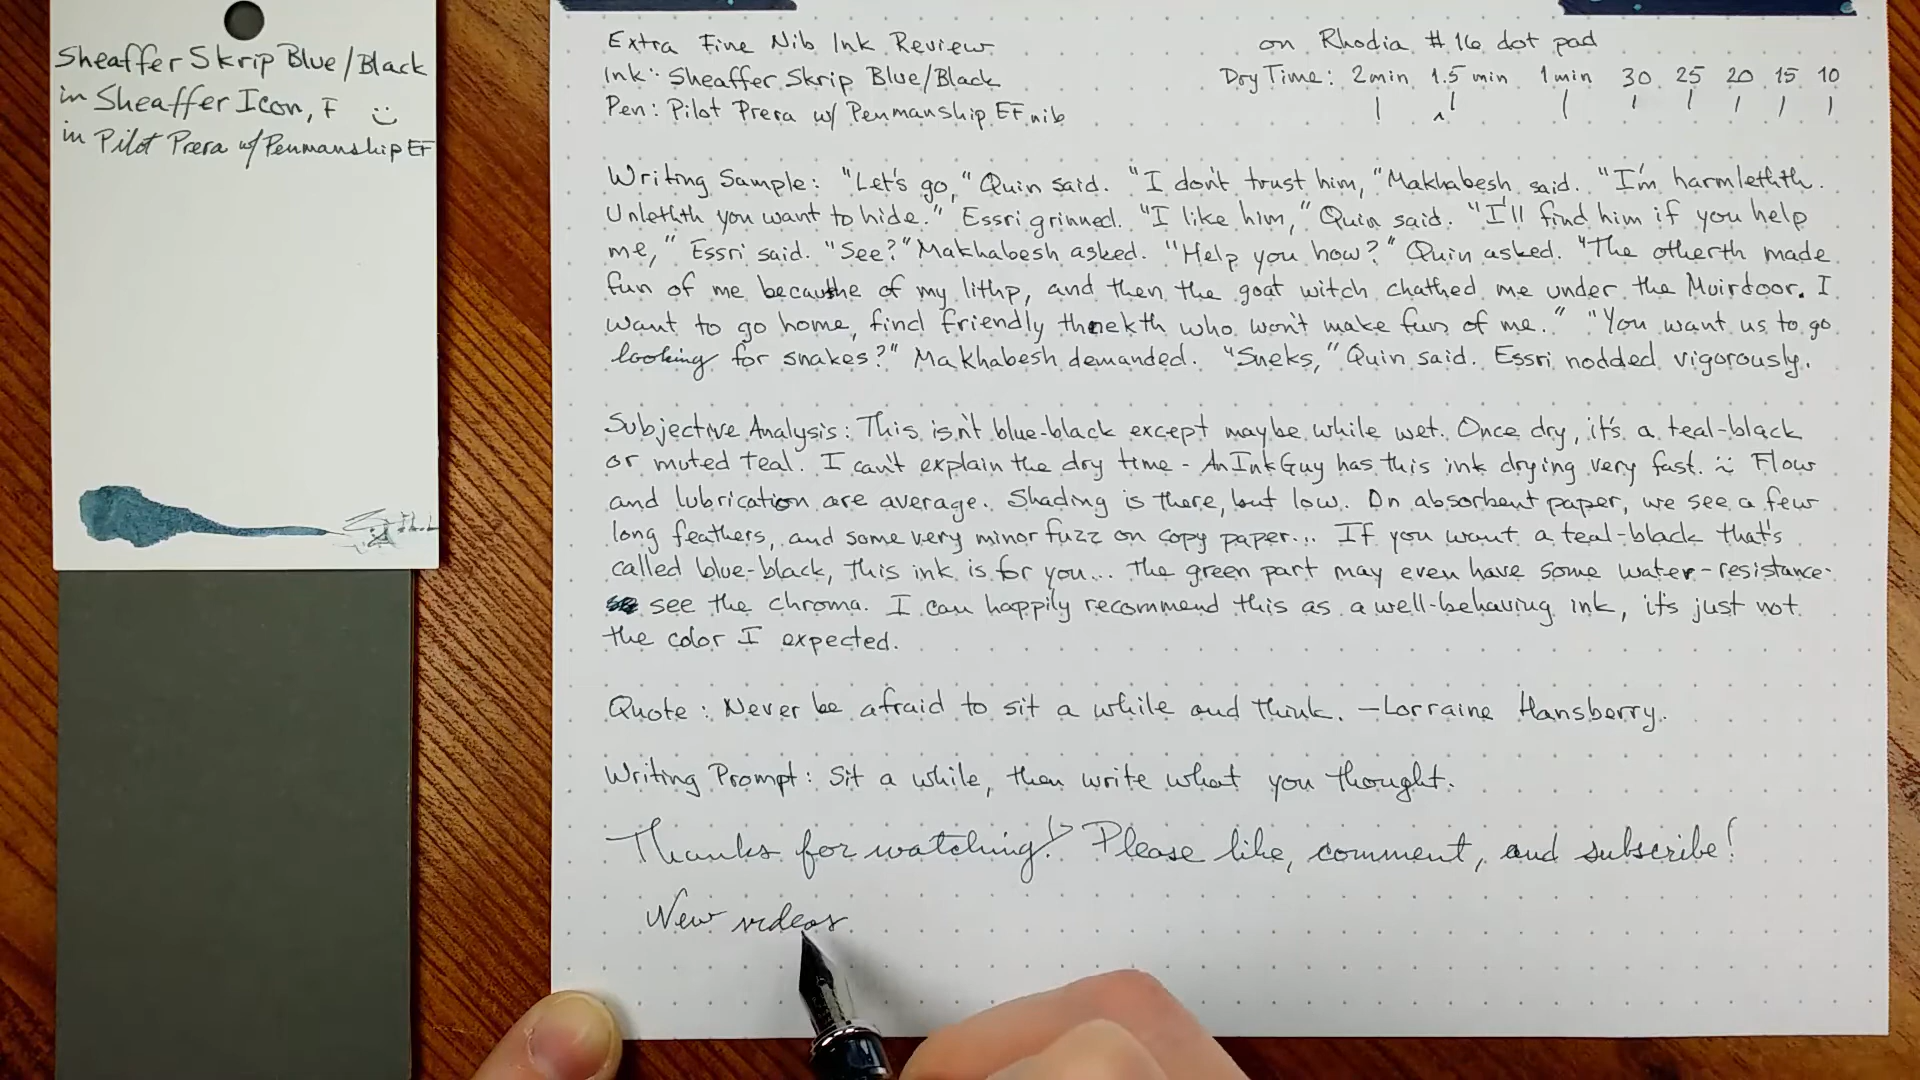 Sheaffer Skrip Blue/Black
in Sheaffer Icon, F
in Pilot Prera w/ Penmanship EF
Extra Fine Nib Ink Review
Ink: Sheaffer Skrip Blue/Black
Pen: Pilot Prera w/ Penmanship EF nib
on Rhodia #16 dot pad
Dry Time: 2 min 1.5 min 1 min 30 25 20 15 10
Writing Sample: "Let's go," Quin said. "I don't trust him," Makhabesh said. "I'm harmleththt.
Unleththt you want to hide." Essri grinned. "I like him," Quin said. "I'll find him if you help
me," Essri said. "See?" Makhabesh asked. "Help you how?" Quin asked. "The otherth made
fun of me becauthe of my lithp, and then the goat witch chathed me under the Muirdoor. I
want to go home, find friendly thnekth who won't make fun of me." "You want us to go
looking for snakes?" Makhabesh demanded. "Sneks," Quin said. Essri nodded vigorously.
Subjective Analysis: This isn't blue-black except maybe while wet. Once dry, it's a teal-black
or muted teal. I can't explain the dry time - AnInkGuy has this ink drying very fast. Flow
and lubrication are average. Shading is there, but low. On absorbent paper, we see a few
long feathers, and some very minor fuzz on copy paper... If you want a teal-black that's
called blue-black, this ink is for you... the green part may even have some water-resistance-
see the chroma. I can happily recommend this as a well-behaving ink, it's just not
the color I expected.
Quote: Never be afraid to sit a while and think. -Lorraine Hansberry.
Writing Prompt: Sit a while, then write what you thought.
Thanks for watching! Please like, comment, and subscribe!
New videos